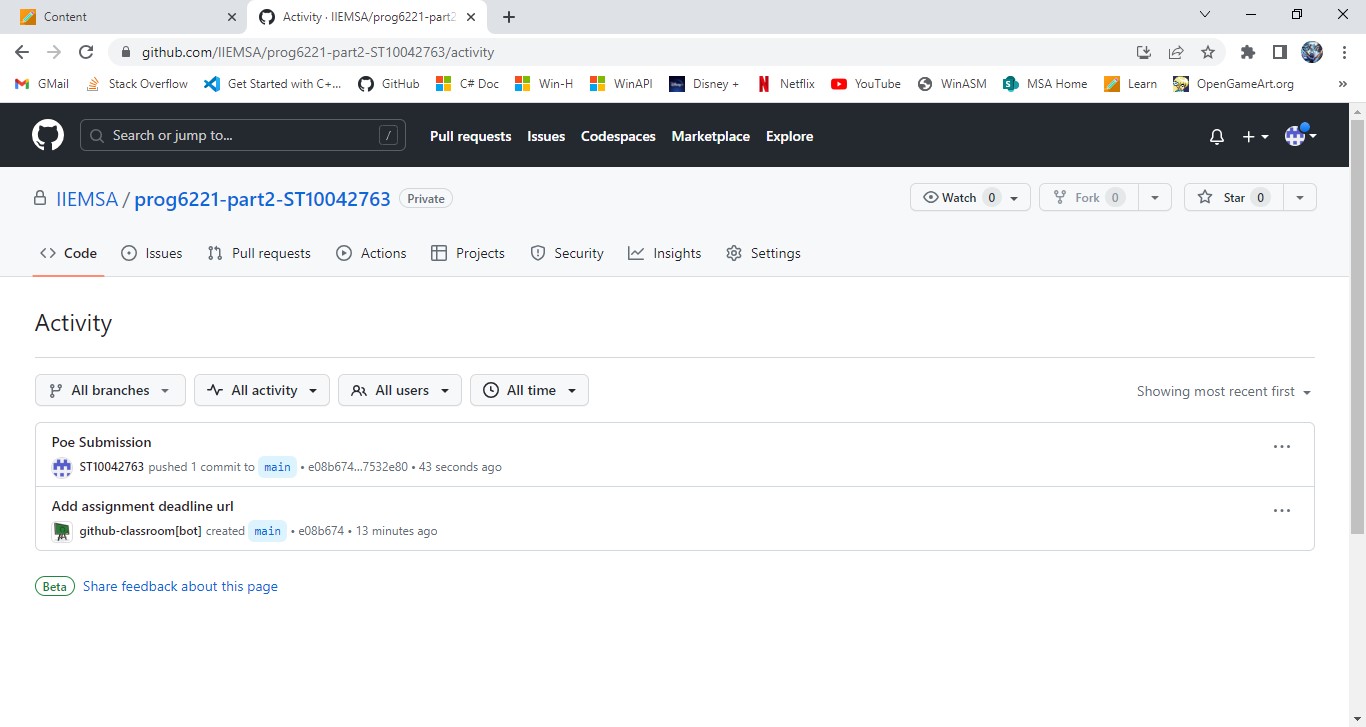 Content
Activity · IIEMSA/prog6221-part2
github.com/IIEMSA/prog6221-part2-ST10042763/activity
GMail Stack Overflow Get Started with C+... GitHub C# Doc Win-H WinAPI Disney + Netflix YouTube WinASM MSA Home Learn OpenGameArt.org »
Search or jump to... / Pull requests Issues Codespaces Marketplace Explore
IIEMSA / prog6221-part2-ST10042763 Private Watch 0 Fork 0 Star 0
Code Issues Pull requests Actions Projects Security Insights Settings
Activity
All branches All activity All users All time Showing most recent first
Poe Submission
ST10042763 pushed 1 commit to main • e08b674...7532e80 • 43 seconds ago
Add assignment deadline url
github-classroom[bot] created main • e08b674 • 13 minutes ago
Beta Share feedback about this page